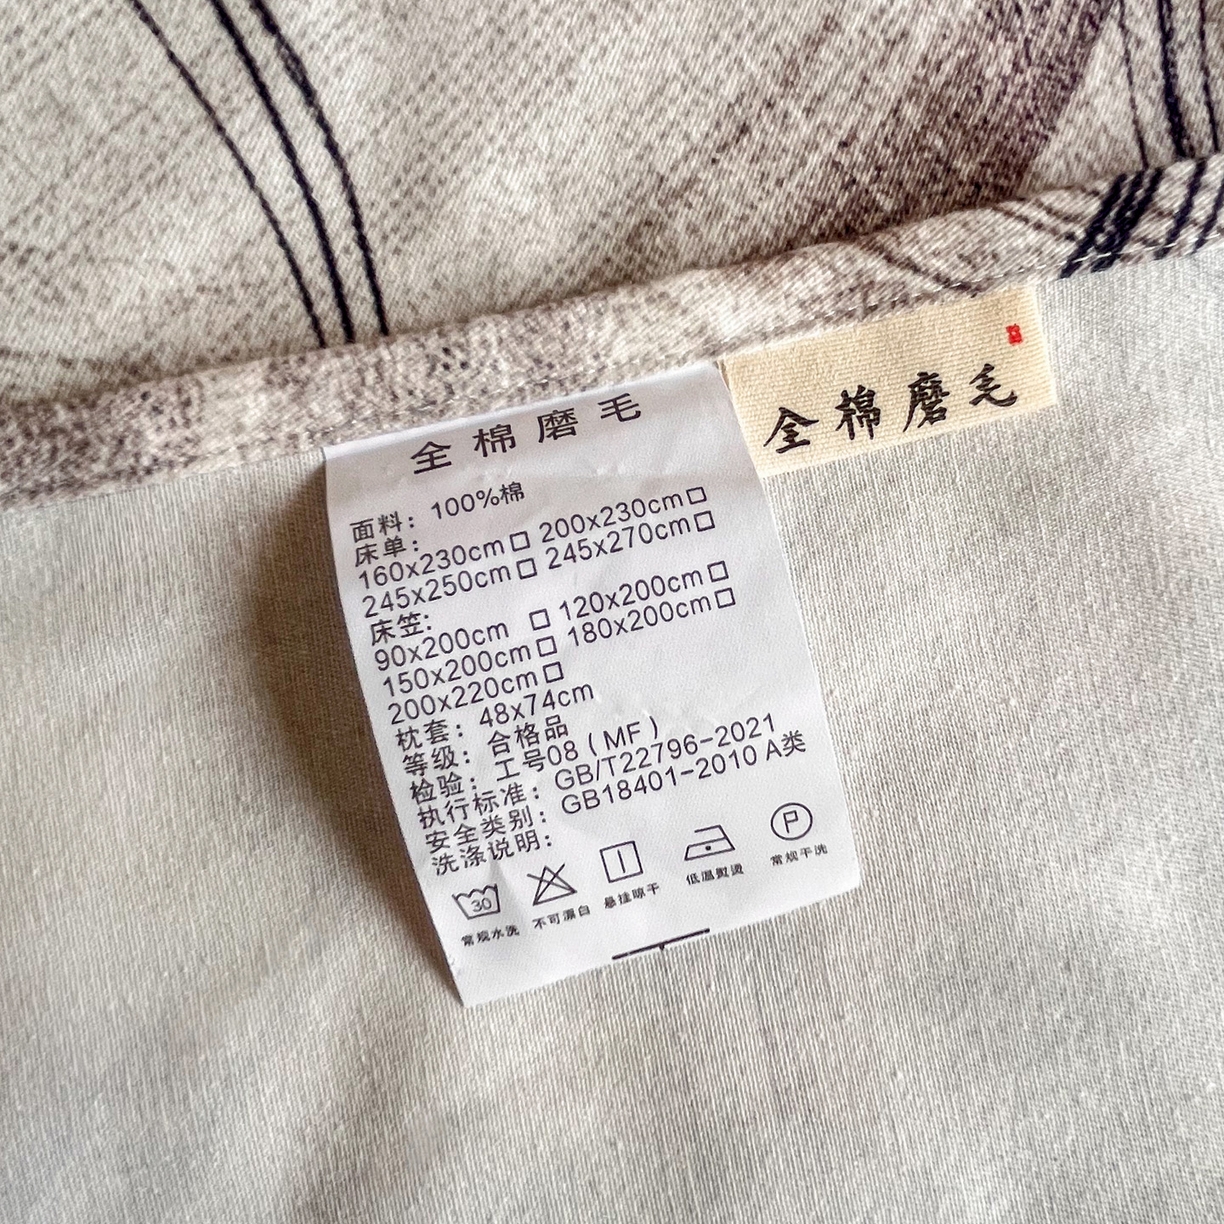 全棉磨毛
全棉磨毛
面料：100%棉
床单：
160x230cm□ 200x230cm□
245x250cm□ 245x270cm□
床笠：
90x200cm □ 120x200cm□
150x200cm□ 180x200cm□
200x220cm□
枕套：48x74cm
等级：合格品
检验：工号08（MF）
执行标准：GB/T22796-2021
安全类别：GB18401-2010 A类
洗涤说明：
30 P
常规水洗 不可漂白 悬挂晾干 低温熨烫 常规干洗